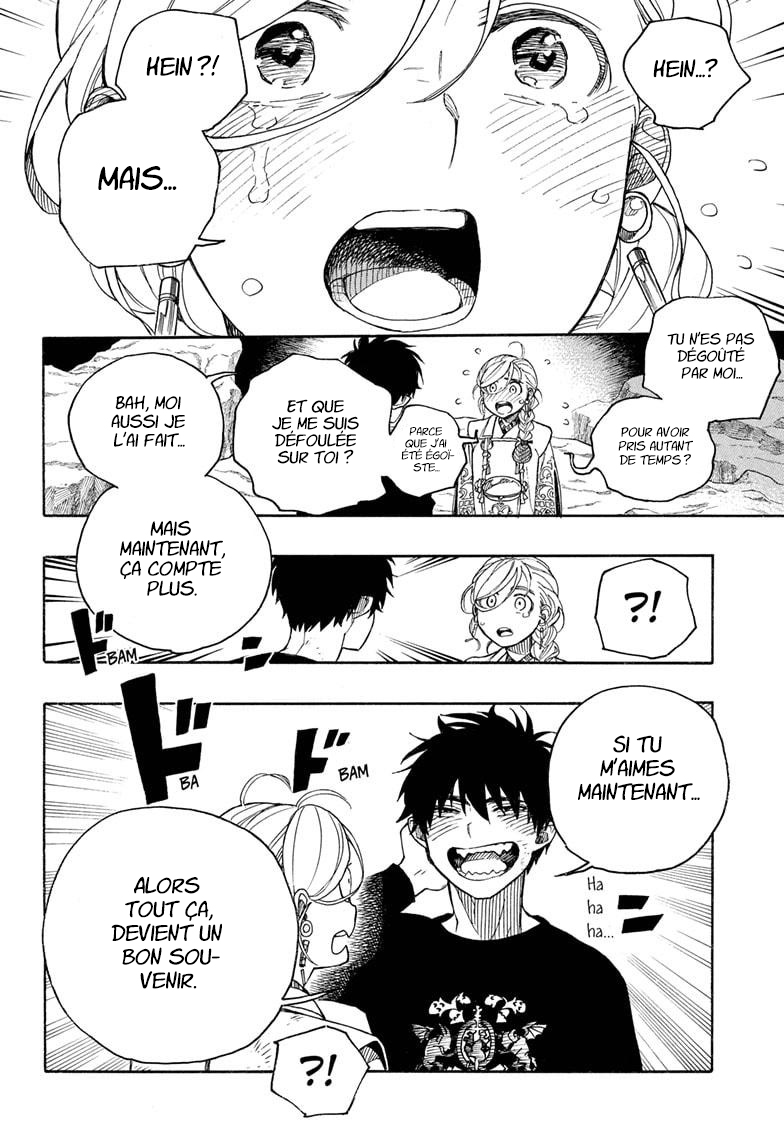 HEIN...?
HEIN ?!
MAIS...
TU N'ES PAS
DÉGOÛTÉ
PAR MOI...
POUR AVOIR
PRIS AUTANT
DE TEMPS ?
PARCE
QUE J'AI
ÉTÉ ÉGOÏ-
STE...
ET QUE
JE ME SUIS
DÉFOULÉE
SUR TOI ?
BAH, MOI
AUSSI JE
L'AI FAIT...
MAIS
MAINTENANT,
ÇA COMPTE
PLUS.
?!
ド
BAM
SI TU
M'AIMES
MAINTENANT...
Ha
ha
ha...
ド
BAM
ド
BA
ALORS
TOUT ÇA,
DEVIENT UN
BON SOU-
VENIR.
?!